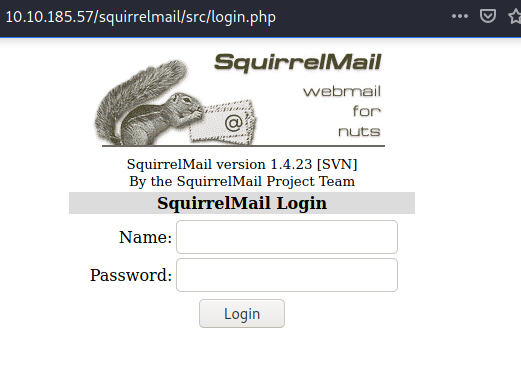 10.10.185.57/squirrelmail/src/login.php
SquirrelMail
webmail
for
nuts
@
SquirrelMail version 1.4.23 [SVN]
By the SquirrelMail Project Team
SquirrelMail Login
Name:
Password:
Login